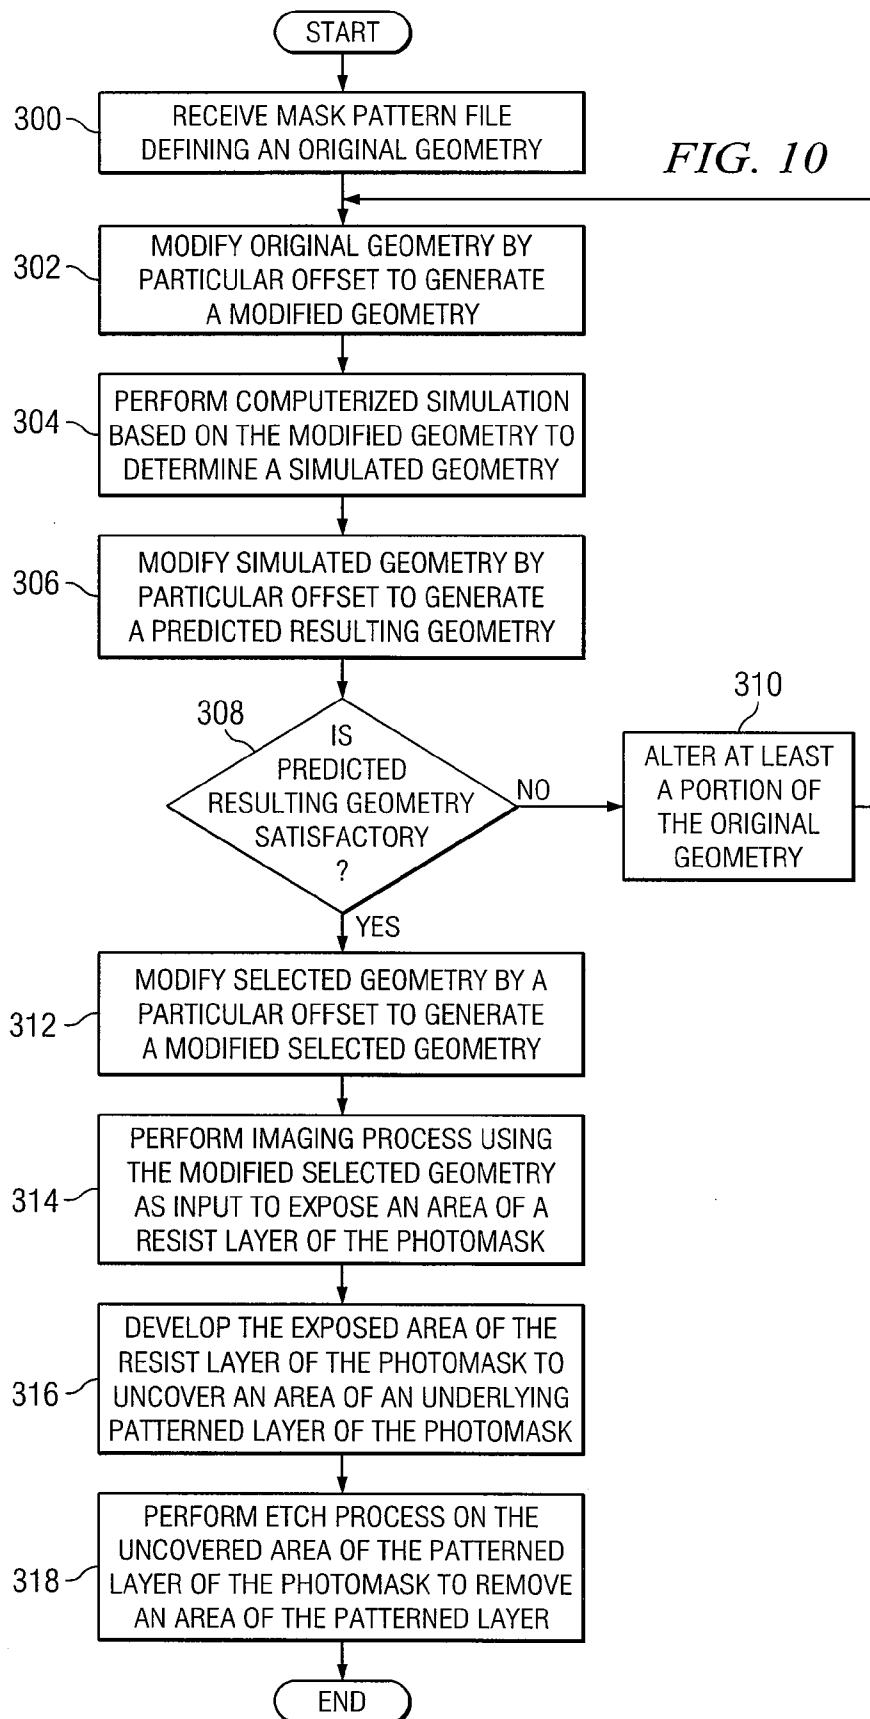 START
300
RECEIVE MASK PATTERN FILE
DEFINING AN ORIGINAL GEOMETRY
FIG. 10
302
MODIFY ORIGINAL GEOMETRY BY
PARTICULAR OFFSET TO GENERATE
A MODIFIED GEOMETRY
304
PERFORM COMPUTERIZED SIMULATION
BASED ON THE MODIFIED GEOMETRY TO
DETERMINE A SIMULATED GEOMETRY
306
MODIFY SIMULATED GEOMETRY BY
PARTICULAR OFFSET TO GENERATE
A PREDICTED RESULTING GEOMETRY
308
IS
PREDICTED
RESULTING GEOMETRY
SATISFACTORY
?
NO
310
ALTER AT LEAST
A PORTION OF
THE ORIGINAL
GEOMETRY
YES
312
MODIFY SELECTED GEOMETRY BY A
PARTICULAR OFFSET TO GENERATE
A MODIFIED SELECTED GEOMETRY
314
PERFORM IMAGING PROCESS USING
THE MODIFIED SELECTED GEOMETRY
AS INPUT TO EXPOSE AN AREA OF A
RESIST LAYER OF THE PHOTOMASK
316
DEVELOP THE EXPOSED AREA OF THE
RESIST LAYER OF THE PHOTOMASK TO
UNCOVER AN AREA OF AN UNDERLYING
PATTERNED LAYER OF THE PHOTOMASK
318
PERFORM ETCH PROCESS ON THE
UNCOVERED AREA OF THE PATTERNED
LAYER OF THE PHOTOMASK TO REMOVE
AN AREA OF THE PATTERNED LAYER
END